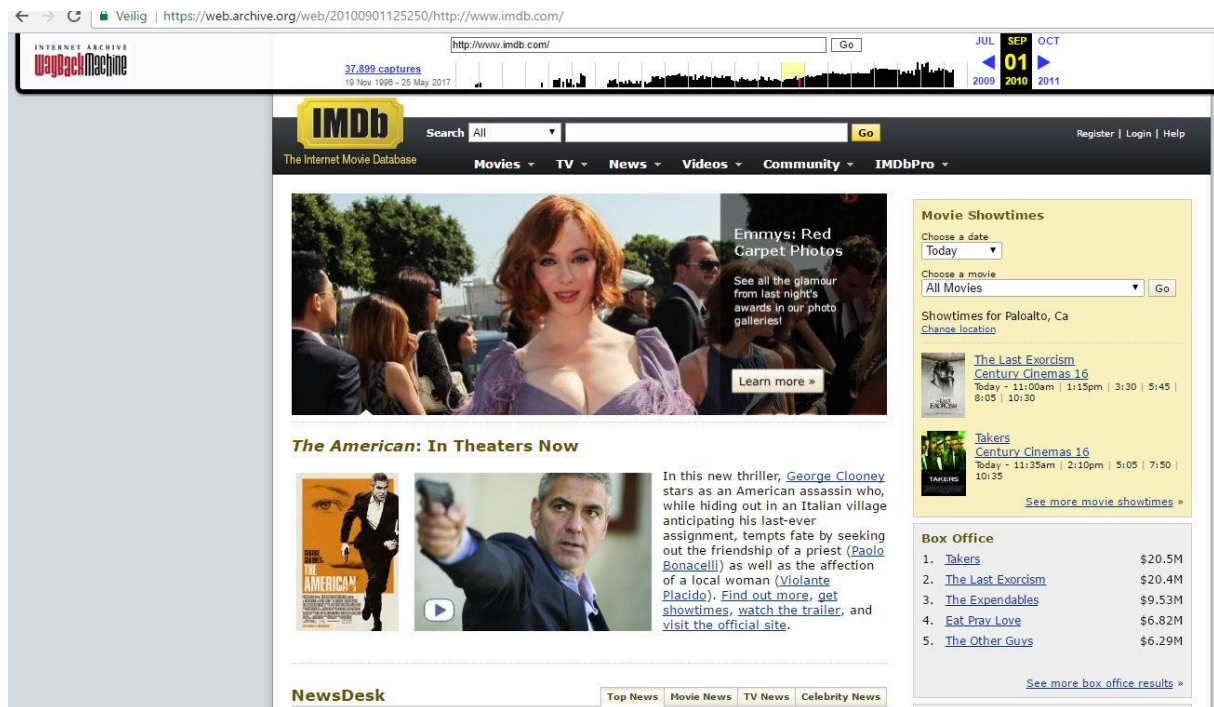 Veilig | https://web.archive.org/web/20100901125250/http://www.imdb.com/
INTERNET ARCHIVE
WayBackMachine
http://www.imdb.com/ Go
37,899 captures
19 Nov 1996 - 25 May 2017
JUL SEP OCT
01
2009 2010 2011
IMDb
The Internet Movie Database
Search All Go
Register | Login | Help
Movies TV News Videos Community IMDbPro
Emmys: Red
Carpet Photos
See all the glamour
from last night's
awards in our photo
galleries!
Learn more »
The American: In Theaters Now
GEORGE
CLOONEY
THE
AMERICAN
In this new thriller, George Clooney
stars as an American assassin who,
while hiding out in an Italian village
anticipating his last-ever
assignment, tempts fate by seeking
out the friendship of a priest (Paolo
Bonacelli) as well as the affection
of a local woman (Violante
Placido). Find out more, get
showtimes, watch the trailer, and
visit the official site.
NewsDesk
Top News Movie News TV News Celebrity News
Movie Showtimes
Choose a date
Today
Choose a movie
All Movies Go
Showtimes for Paloalto, Ca
Change location
The Last Exorcism
Century Cinemas 16
Today - 11:00am | 1:15pm | 3:30 | 5:45 |
8:05 | 10:30
Takers
Century Cinemas 16
Today - 11:35am | 2:10pm | 5:05 | 7:50 |
10:35
TAKERS
See more movie showtimes »
Box Office
1. Takers $20.5M
2. The Last Exorcism $20.4M
3. The Expendables $9.53M
4. Eat Pray Love $6.82M
5. The Other Guys $6.29M
See more box office results »